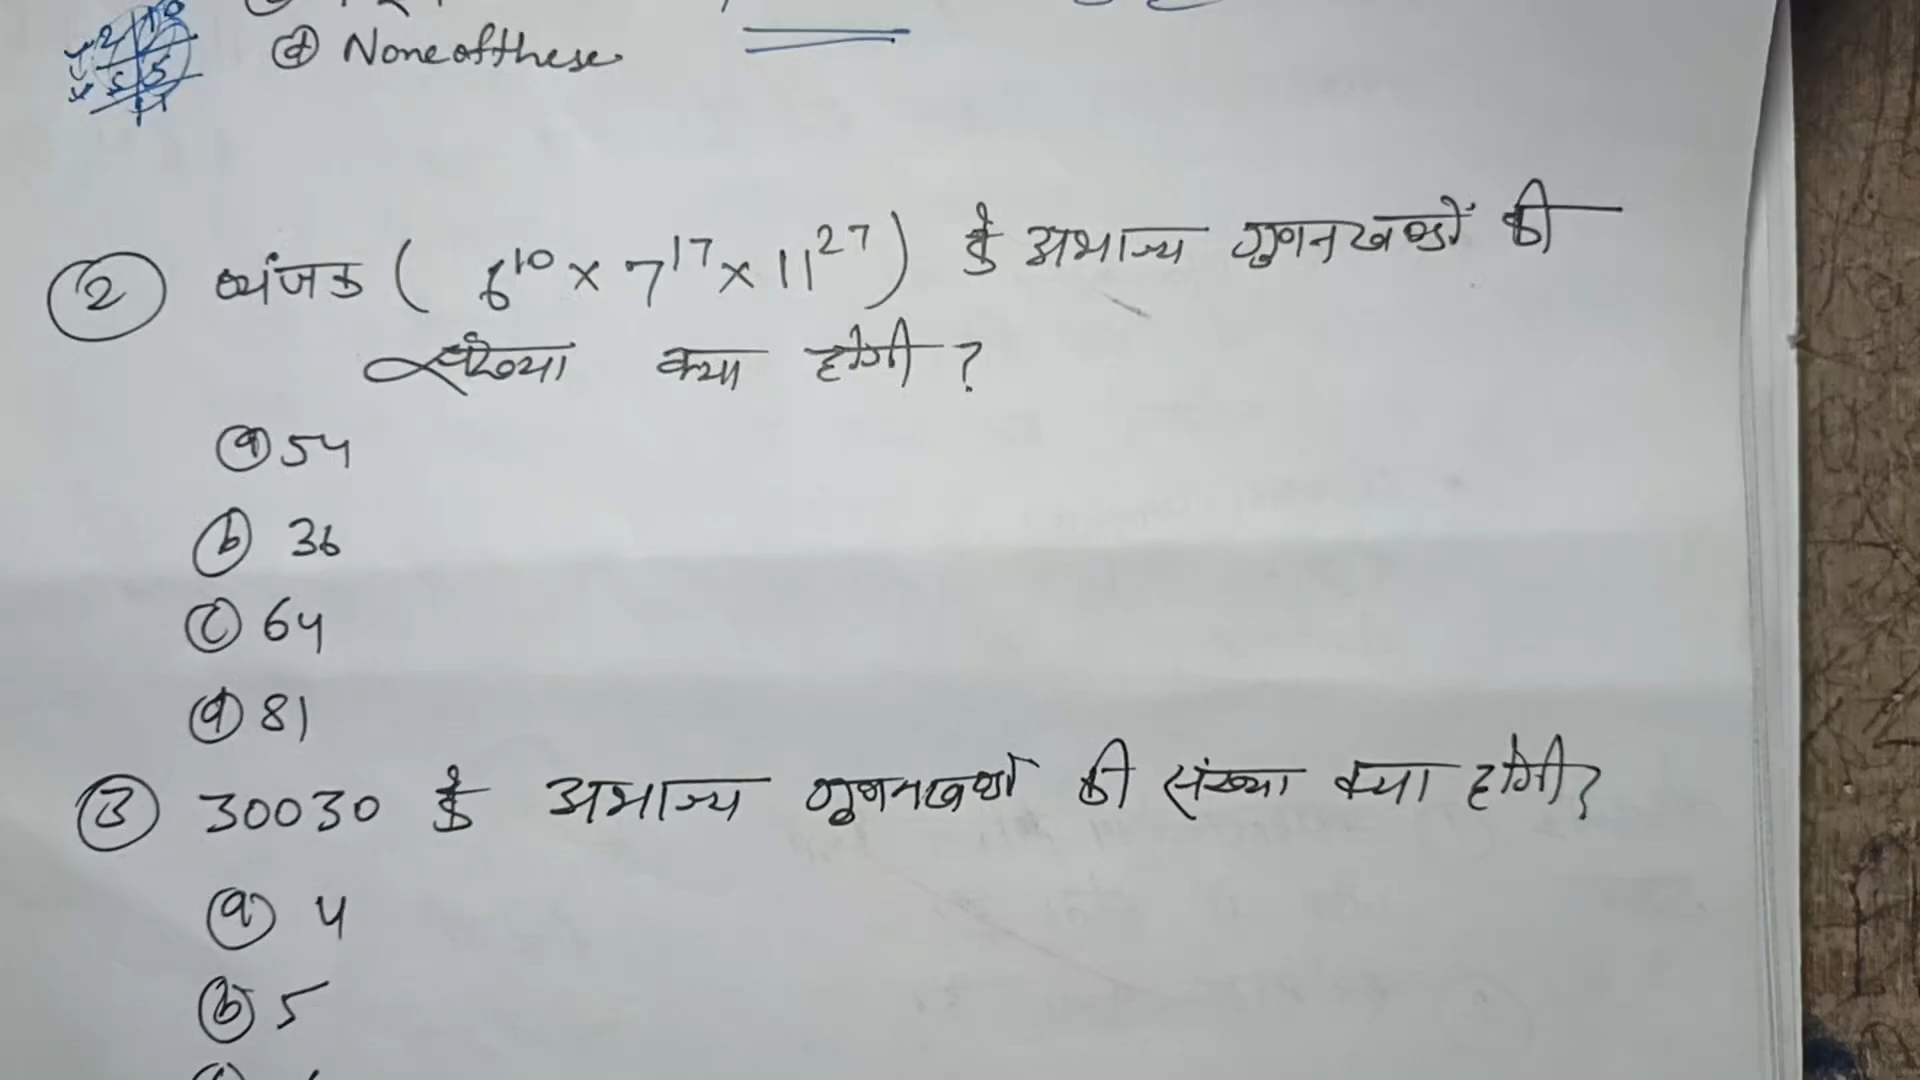 ⓓ None of these
② व्यंजक ( 6¹⁰ × 7¹⁷ × 11²⁷ ) के अभाज्य गुणनखण्डों की
संख्या क्या होगी ?
ⓐ 54
ⓑ 36
ⓒ 64
ⓓ 81
③ 30030 के अभाज्य गुणनखण्डों की संख्या क्या होगी ?
ⓐ 4
ⓑ 5